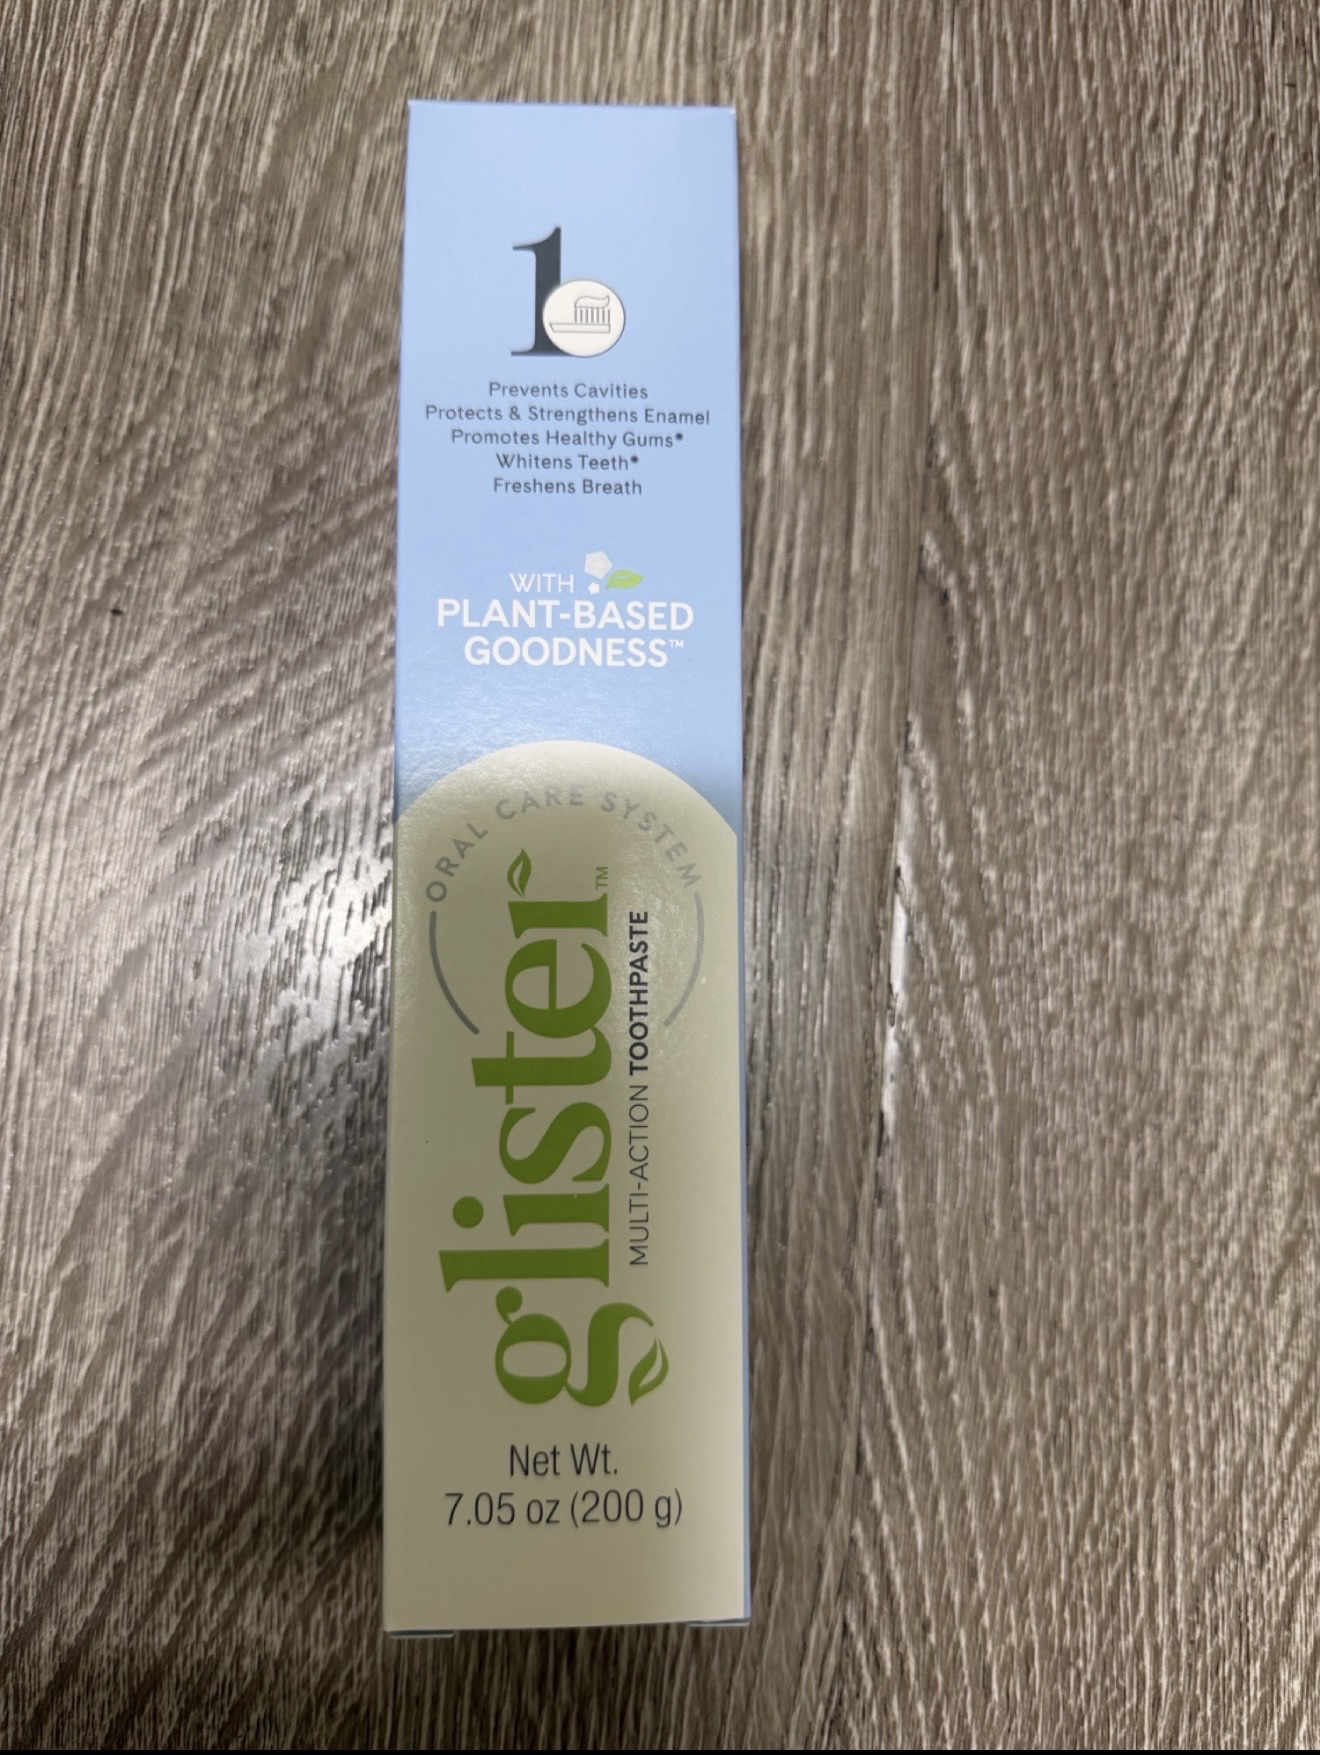 1
Prevents Cavities
Protects & Strengthens Enamel
Promotes Healthy Gums*
Whitens Teeth*
Freshens Breath
WITH
PLANT-BASED
GOODNESS™
ORAL CARE SYSTEM
glister™
MULTI-ACTION TOOTHPASTE
Net Wt.
7.05 oz (200 g)